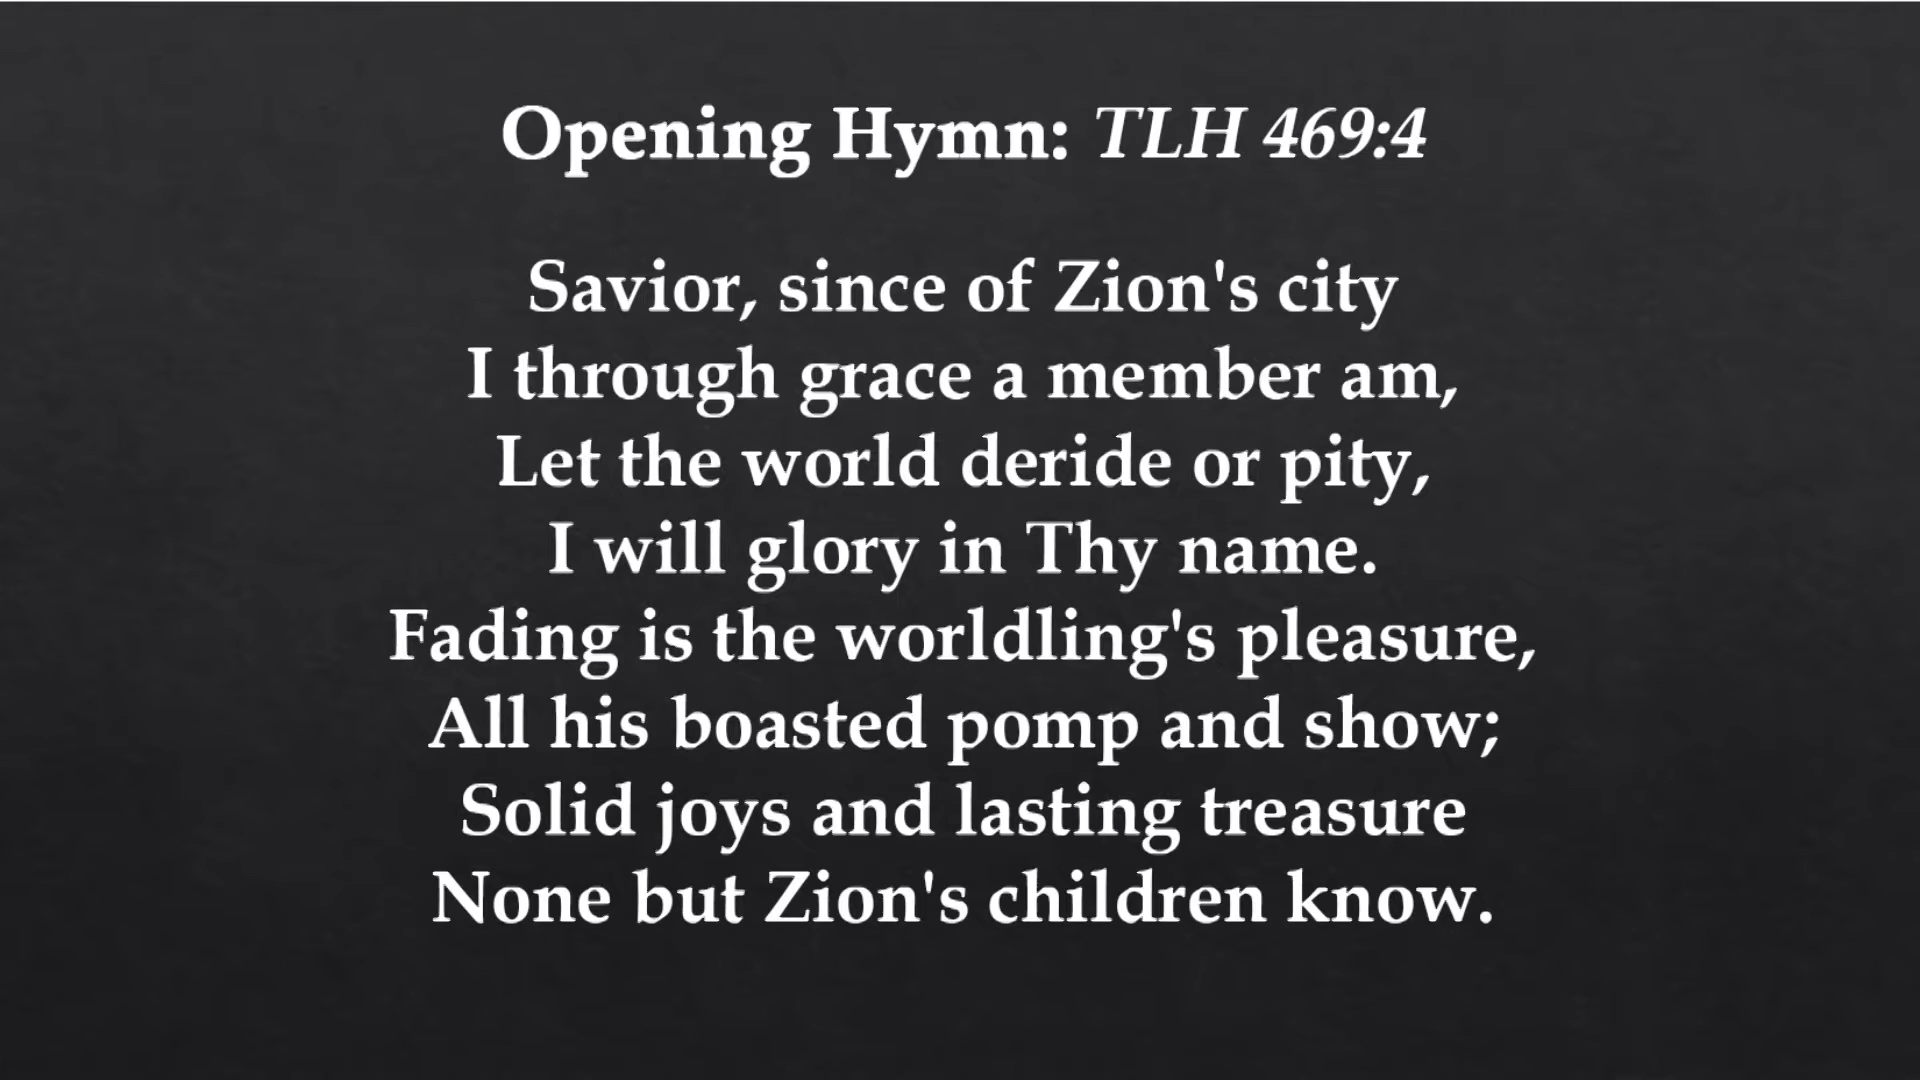 Opening Hymn: TLH 469:4
Savior, since of Zion's city
I through grace a member am,
Let the world deride or pity,
I will glory in Thy name.
Fading is the worldling's pleasure,
All his boasted pomp and show;
Solid joys and lasting treasure
None but Zion's children know.